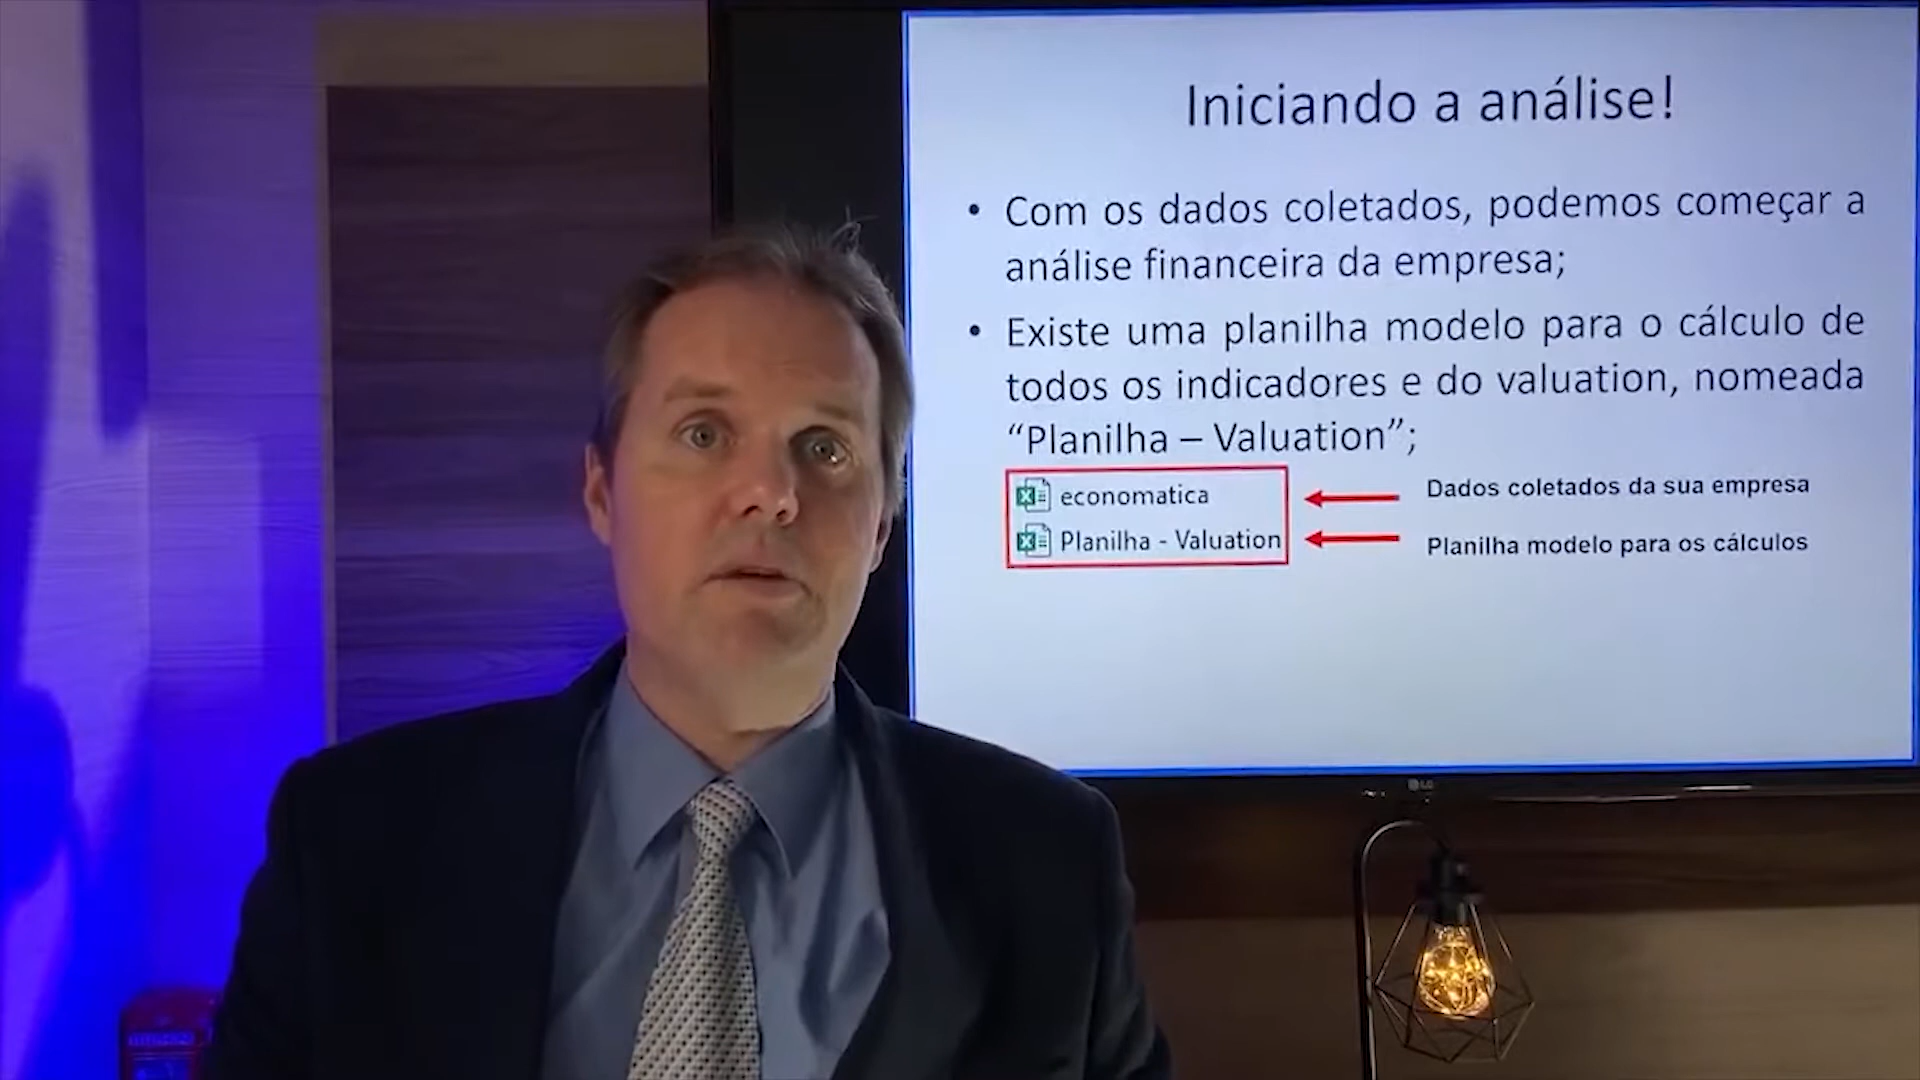 Iniciando a análise!
• Com os dados coletados, podemos começar a
análise financeira da empresa;
• Existe uma planilha modelo para o cálculo de
todos os indicadores e do valuation, nomeada
“Planilha – Valuation”;
economatica
Dados coletados da sua empresa
Planilha - Valuation
Planilha modelo para os cálculos
LG